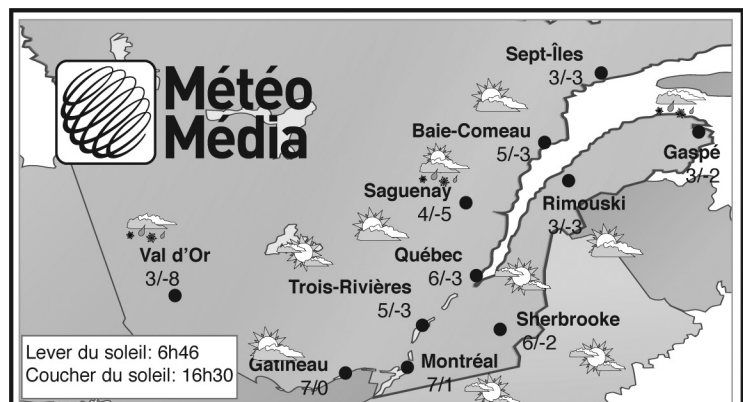 Météo
Média
Sept-Îles
3/-3
Baie-Comeau
5/-3
Gaspé
3/-2
Saguenay
4/-5
Rimouski
3/-3
Val d'Or
3/-8
Québec
6/-3
Trois-Rivières
5/-3
Sherbrooke
6/-2
Lever du soleil: 6h46
Coucher du soleil: 16h30
Gatineau
7/0
Montréal
7/1